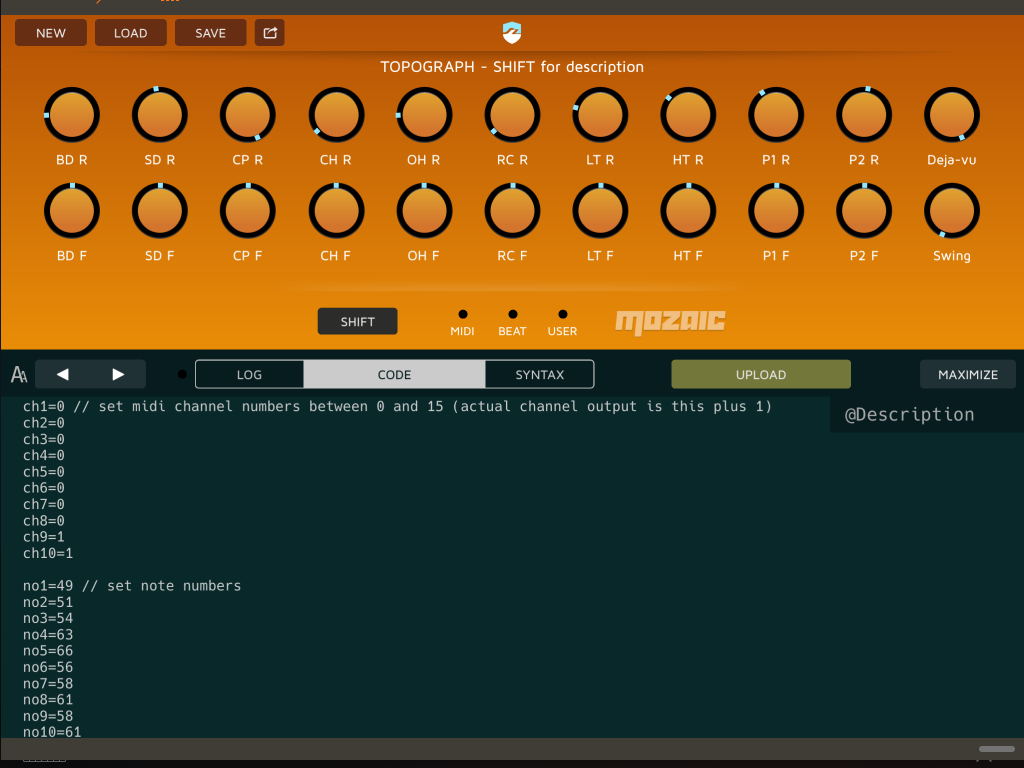 NEW LOAD SAVE
TOPOGRAPH - SHIFT for description
BD R SD R CP R CH R OH R RC R LT R HT R P1 R P2 R Deja-vu
BD F SD F CP F CH F OH F RC F LT F HT F P1 F P2 F Swing
SHIFT MIDI BEAT USER mozaic
AA LOG CODE SYNTAX UPLOAD MAXIMIZE
@Description
ch1=0 // set midi channel numbers between 0 and 15 (actual channel output is this plus 1)
ch2=0
ch3=0
ch4=0
ch5=0
ch6=0
ch7=0
ch8=0
ch9=1
ch10=1
no1=49 // set note numbers
no2=51
no3=54
no4=63
no5=66
no6=56
no7=58
no8=61
no9=58
no10=61